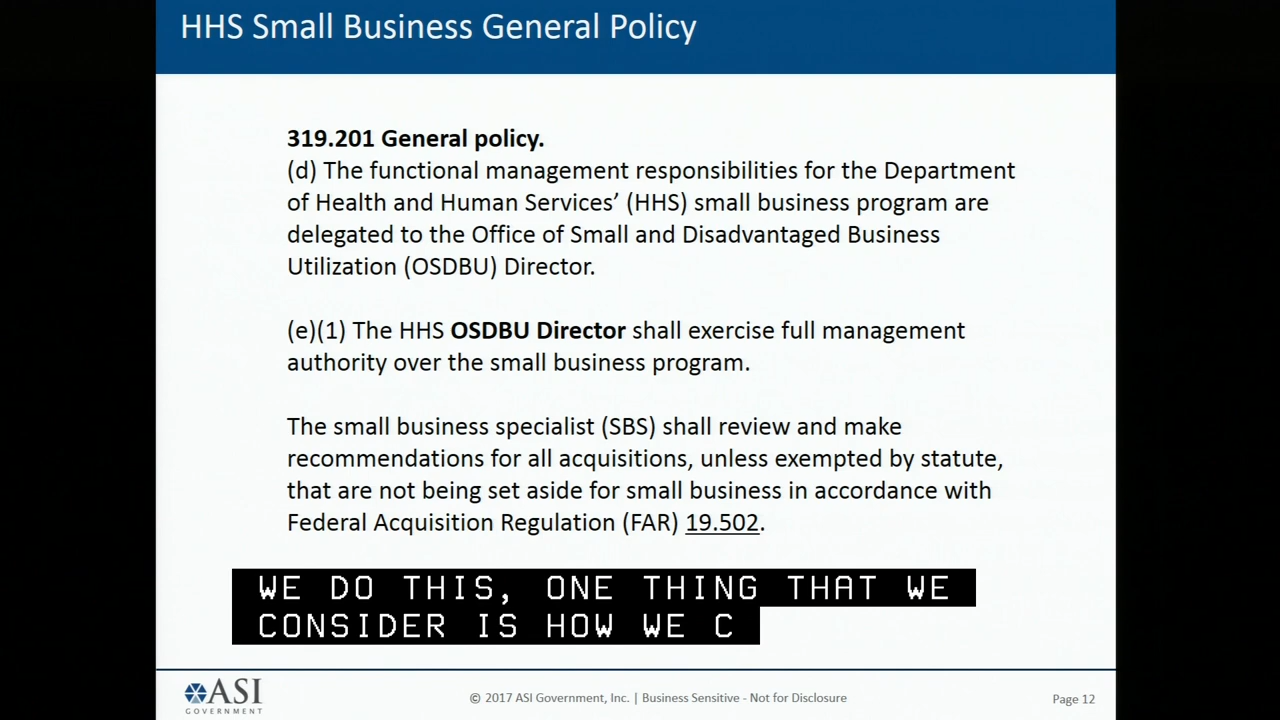 HHS Small Business General Policy
319.201 General policy.
(d) The functional management responsibilities for the Department
of Health and Human Services’ (HHS) small business program are
delegated to the Office of Small and Disadvantaged Business
Utilization (OSDBU) Director.
(e)(1) The HHS OSDBU Director shall exercise full management
authority over the small business program.
The small business specialist (SBS) shall review and make
recommendations for all acquisitions, unless exempted by statute,
that are not being set aside for small business in accordance with
Federal Acquisition Regulation (FAR) 19.502.
WE DO THIS, ONE THING THAT WE
CONSIDER IS HOW WE C
ASI
GOVERNMENT
© 2017 ASI Government, Inc. | Business Sensitive - Not for Disclosure
Page 12